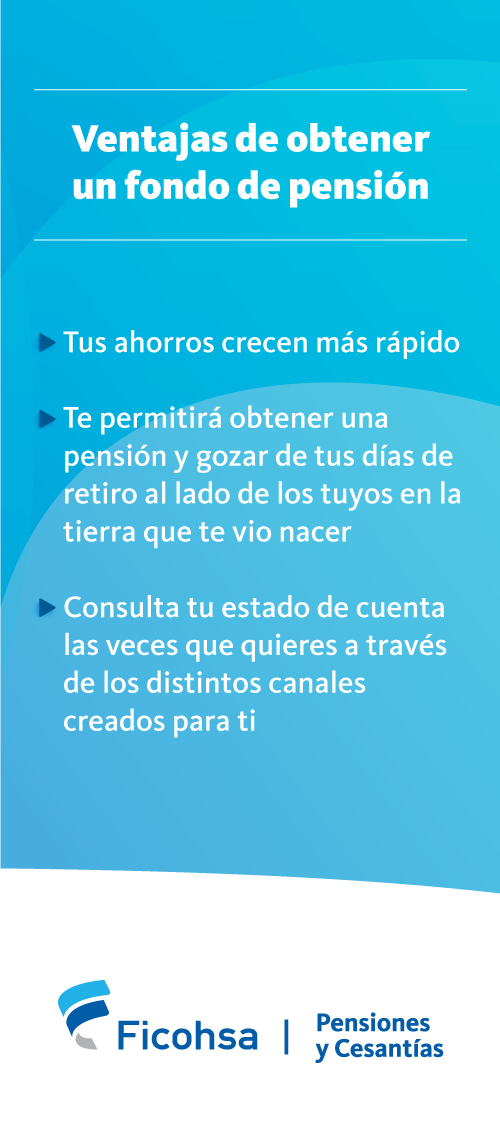 Ventajas de obtener
un fondo de pensión
Tus ahorros crecen más rápido
Te permitirá obtener una
pensión y gozar de tus días de
retiro al lado de los tuyos en la
tierra que te vio nacer
Consulta tu estado de cuenta
las veces que quieres a través
de los distintos canales
creados para ti
Ficohsa | Pensiones
y Cesantías